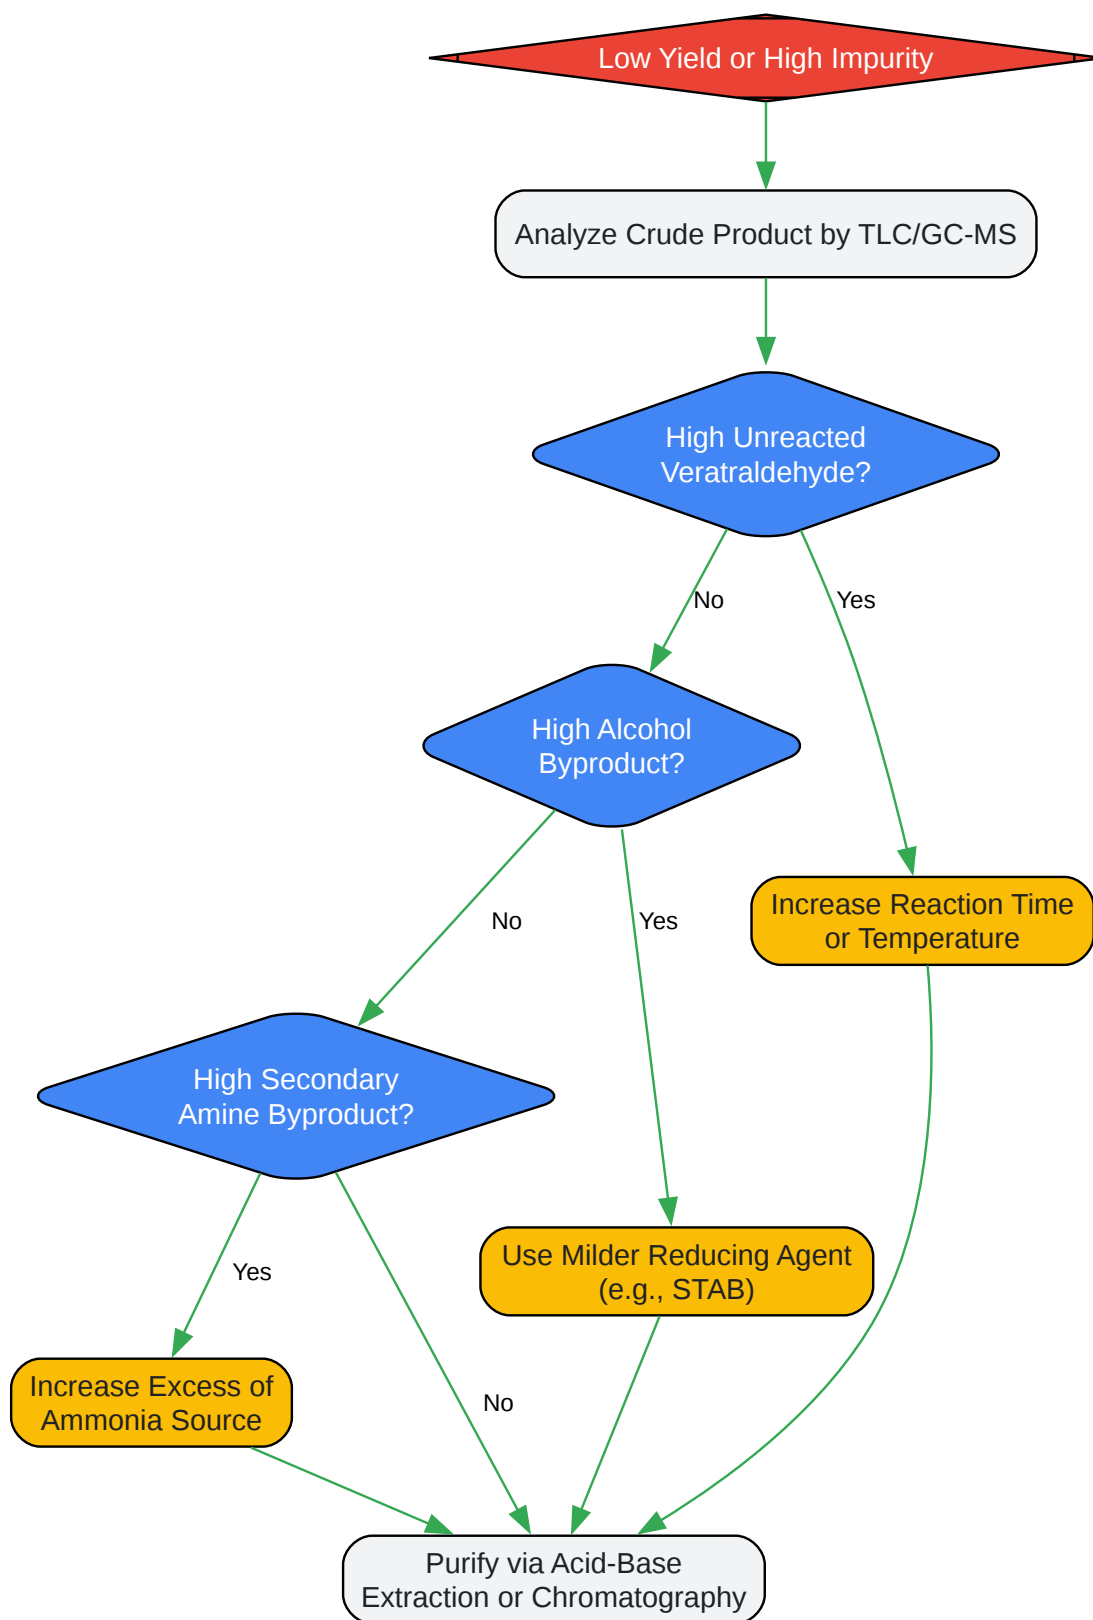 Low Yield or High Impurity
Analyze Crude Product by TLC/GC-MS
High Unreacted
Veratraldehyde?
No
Yes
High Alcohol
Byproduct?
Increase Reaction Time
or Temperature
No
Yes
High Secondary
Amine Byproduct?
Use Milder Reducing Agent
(e.g., STAB)
Yes
Increase Excess of
Ammonia Source
No
Purify via Acid-Base
Extraction or Chromatography